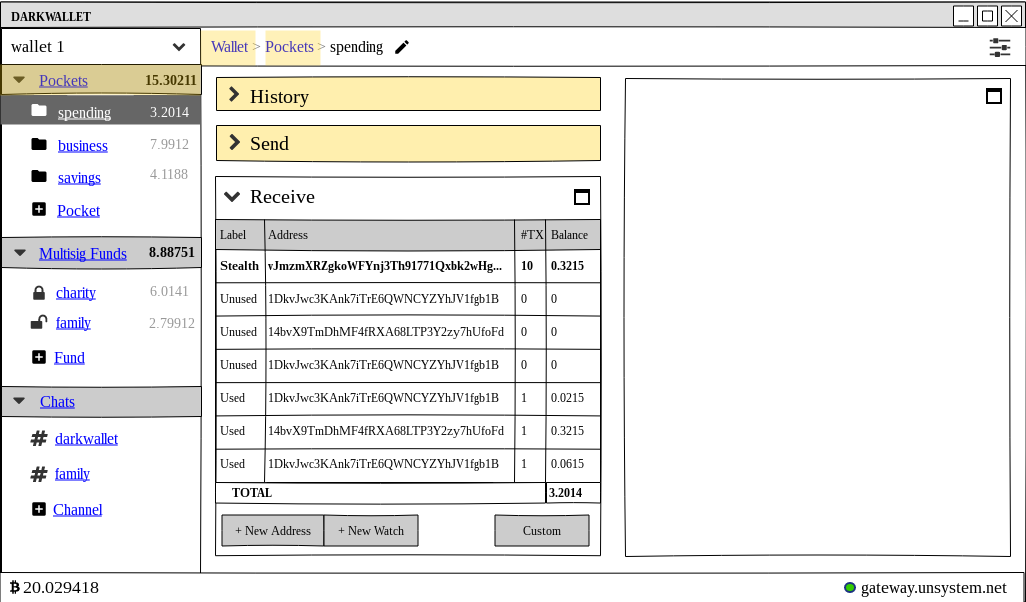 DARKWALLET
wallet 1
Wallet > Pockets > spending
Pockets 15.30211
spending 3.2014
business 7.9912
savings 4.1188
Pocket
Multisig Funds 8.88751
charity 6.0141
family 2.79912
Fund
Chats
# darkwallet
# family
Channel
History
Send
Receive
Label Address #TX Balance
Stealth vJmzmXRZgkoWFYnj3Th91771Qxbk2wHg... 10 0.3215
Unused 1DkvJwc3KAnk7iTrE6QWNCYZYhJV1fgb1B 0 0
Unused 14bvX9TmDhMF4fRXA68LTP3Y2zy7hUfoFd 0 0
Unused 1DkvJwc3KAnk7iTrE6QWNCYZYhJV1fgb1B 0 0
Used 1DkvJwc3KAnk7iTrE6QWNCYZYhJV1fgb1B 1 0.0215
Used 14bvX9TmDhMF4fRXA68LTP3Y2zy7hUfoFd 1 0.3215
Used 1DkvJwc3KAnk7iTrE6QWNCYZYhJV1fgb1B 1 0.0615
TOTAL 3.2014
+ New Address + New Watch Custom
₿ 20.029418
gateway.unsystem.net